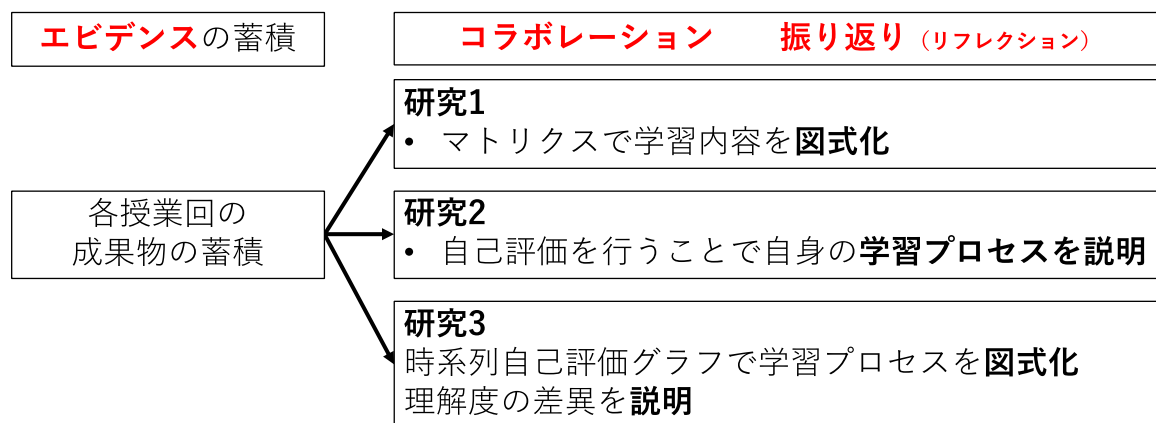 エビデンスの蓄積
コラボレーション 振り返り（リフレクション）
研究1
• マトリクスで学習内容を図式化
各授業回の
成果物の蓄積
研究2
• 自己評価を行うことで自身の学習プロセスを説明
研究3
時系列自己評価グラフで学習プロセスを図式化
理解度の差異を説明